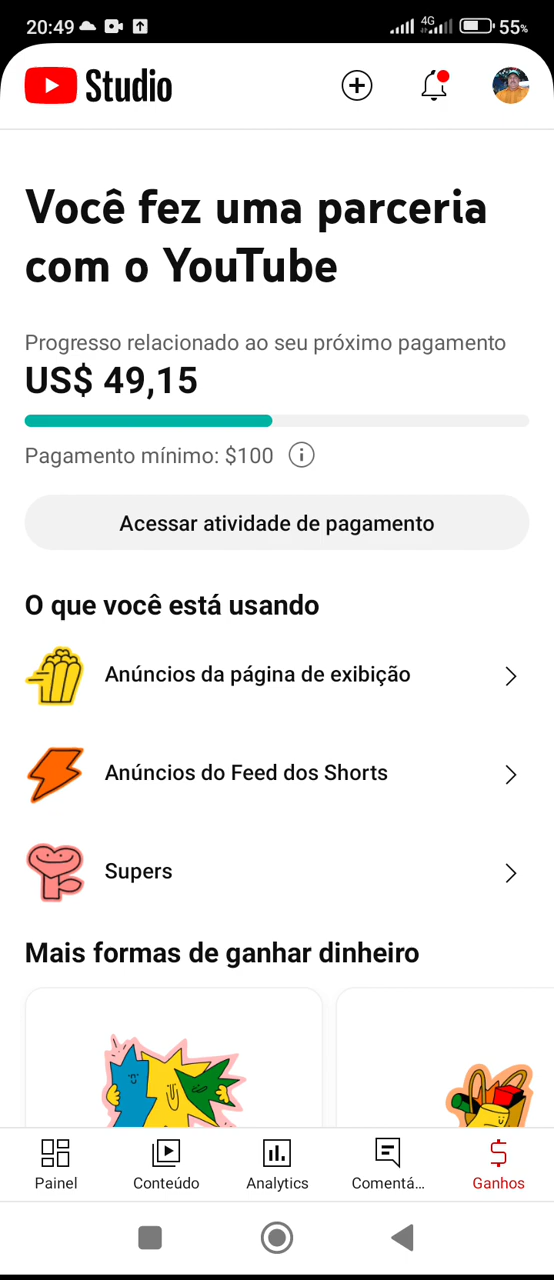 20:49
4G
55%
Studio
Você fez uma parceria
com o YouTube
Progresso relacionado ao seu próximo pagamento
US$ 49,15
Pagamento mínimo: $100
Acessar atividade de pagamento
O que você está usando
Anúncios da página de exibição
Anúncios do Feed dos Shorts
Supers
Mais formas de ganhar dinheiro
Painel
Conteúdo
Analytics
Comentá...
Ganhos